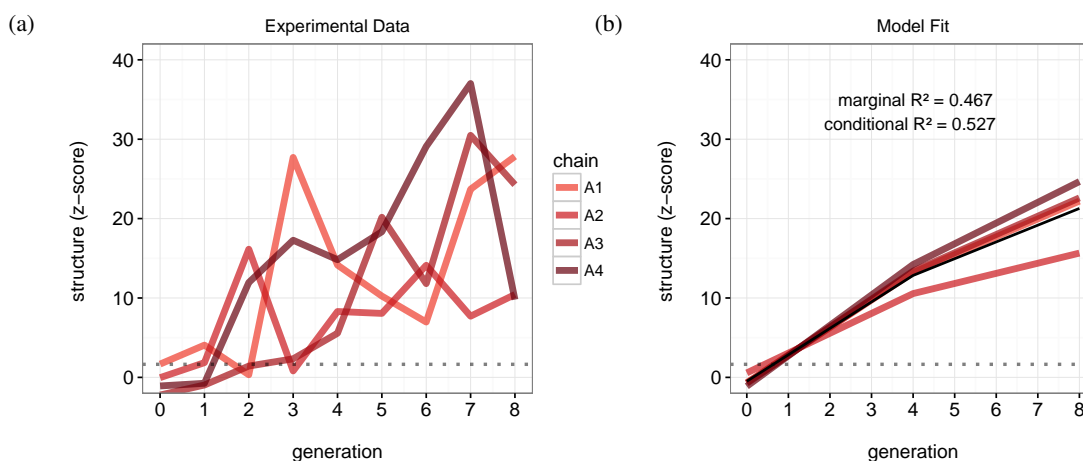 (a)
Experimental Data
structure (z−score)
40
30
20
10
0
0 1 2 3 4 5 6 7 8
generation
chain
A1
A2
A3
A4
(b)
Model Fit
structure (z−score)
40
30
20
10
0
marginal R² = 0.467
conditional R² = 0.527
0 1 2 3 4 5 6 7 8
generation